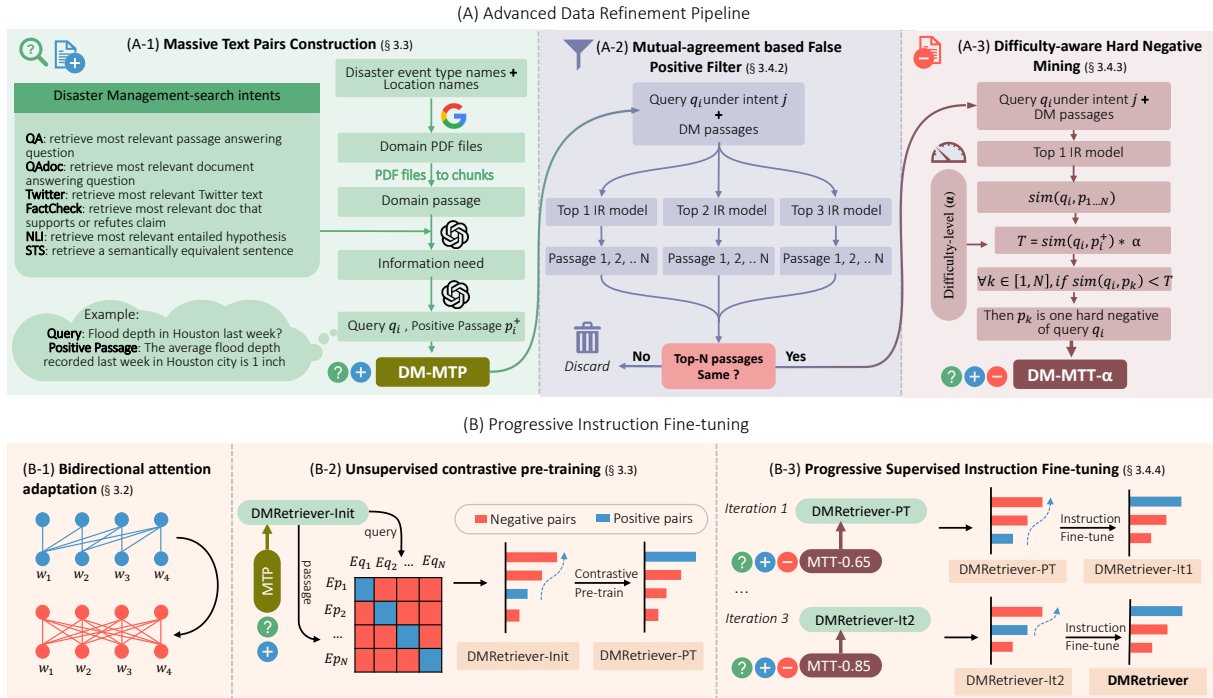 (A) Advanced Data Refinement Pipeline
(A-1) Massive Text Pairs Construction (§ 3.3)
Disaster Management-search intents
QA: retrieve most relevant passage answering
question
QAdoc: retrieve most relevant document
answering question
Twitter: retrieve most relevant Twitter text
FactCheck: retrieve most relevant doc that
supports or refutes claim
NLI: retrieve most relevant entailed hypothesis
STS: retrieve a semantically equivalent sentence
Disaster event type names +
Location names
Domain PDF files
PDF files to chunks
Domain passage
Information need
Query q_i , Positive Passage p_i^+
Example:
Query: Flood depth in Houston last week?
Positive Passage: The average flood depth
recorded last week in Houston city is 1 inch
? + DM-MTP
(A-2) Mutual-agreement based False
Positive Filter (§ 3.4.2)
Query q_i under intent j
+
DM passages
Top 1 IR model
Top 2 IR model
Top 3 IR model
Passage 1, 2, .. N
Passage 1, 2, .. N
Passage 1, 2, .. N
Discard
No
Top-N passages
Same ?
Yes
(A-3) Difficulty-aware Hard Negative
Mining (§ 3.4.3)
Query q_i under intent j +
DM passages
Top 1 IR model
Difficulty-level (α)
sim(q_i, p_1...N)
T = sim(q_i, p_i^+) * α
∀k ∈ [1, N], if sim(q_i, p_k) < T
Then p_k is one hard negative
of query q_i
? + − DM-MTT-α
(B) Progressive Instruction Fine-tuning
(B-1) Bidirectional attention
adaptation (§ 3.2)
w_1 w_2 w_3 w_4
w_1 w_2 w_3 w_4
(B-2) Unsupervised contrastive pre-training (§ 3.3)
DMRetriever-Init
query
passage
MTP
?
+
Eq_1 Eq_2 ... Eq_N
Ep_1
Ep_2
...
Ep_N
Negative pairs
Positive pairs
Contrastive
Pre-train
DMRetriever-Init
DMRetriever-PT
(B-3) Progressive Supervised Instruction Fine-tuning (§ 3.4.4)
Iteration 1
DMRetriever-PT
? + − MTT-0.65
Instruction
Fine-tune
DMRetriever-PT
DMRetriever-It1
...
Iteration 3
DMRetriever-It2
? + − MTT-0.85
Instruction
Fine-tune
DMRetriever-It2
DMRetriever